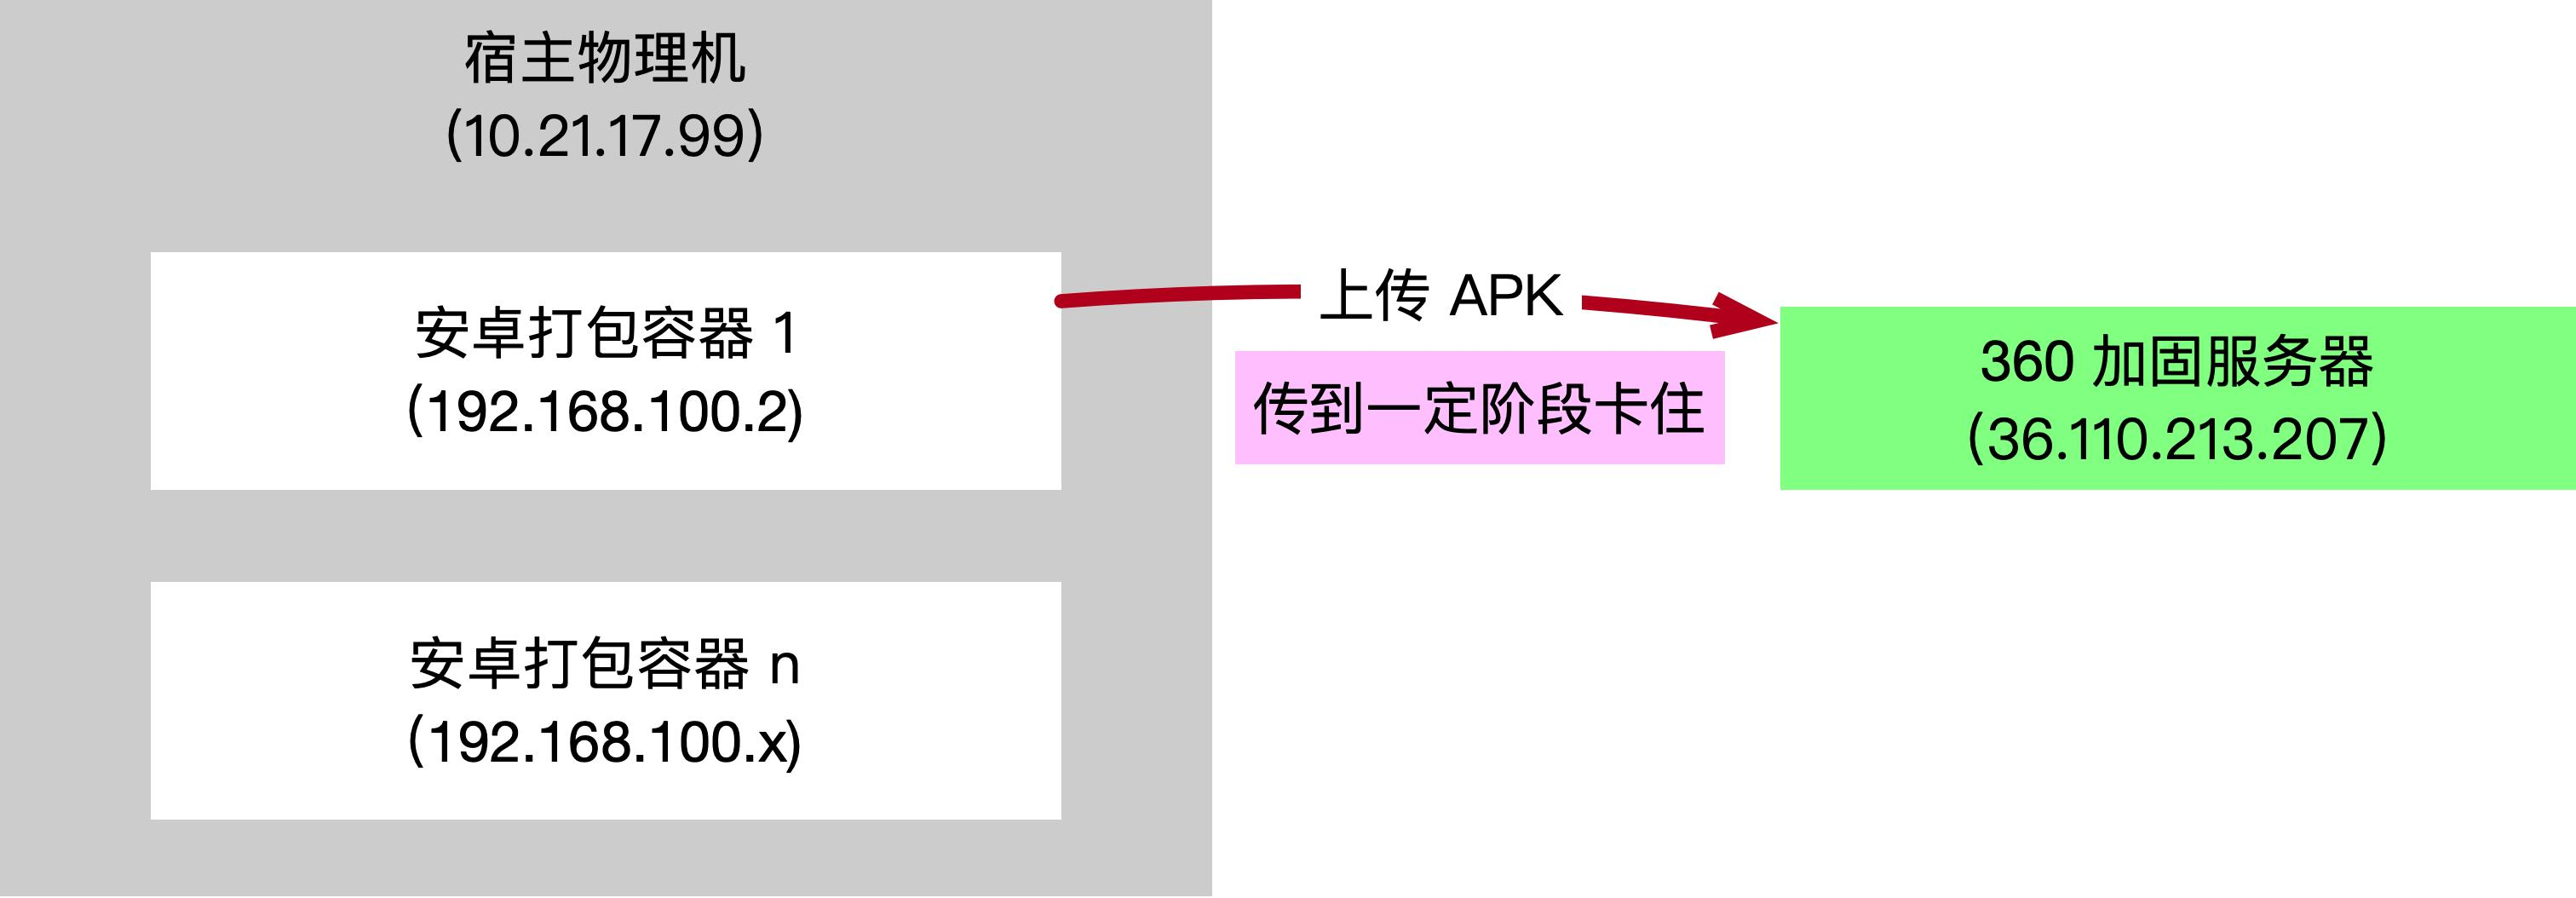 宿主物理机
(10.21.17.99)
安卓打包容器 1
(192.168.100.2)
上传 APK
传到一定阶段卡住
360 加固服务器
(36.110.213.207)
安卓打包容器 n
(192.168.100.x)